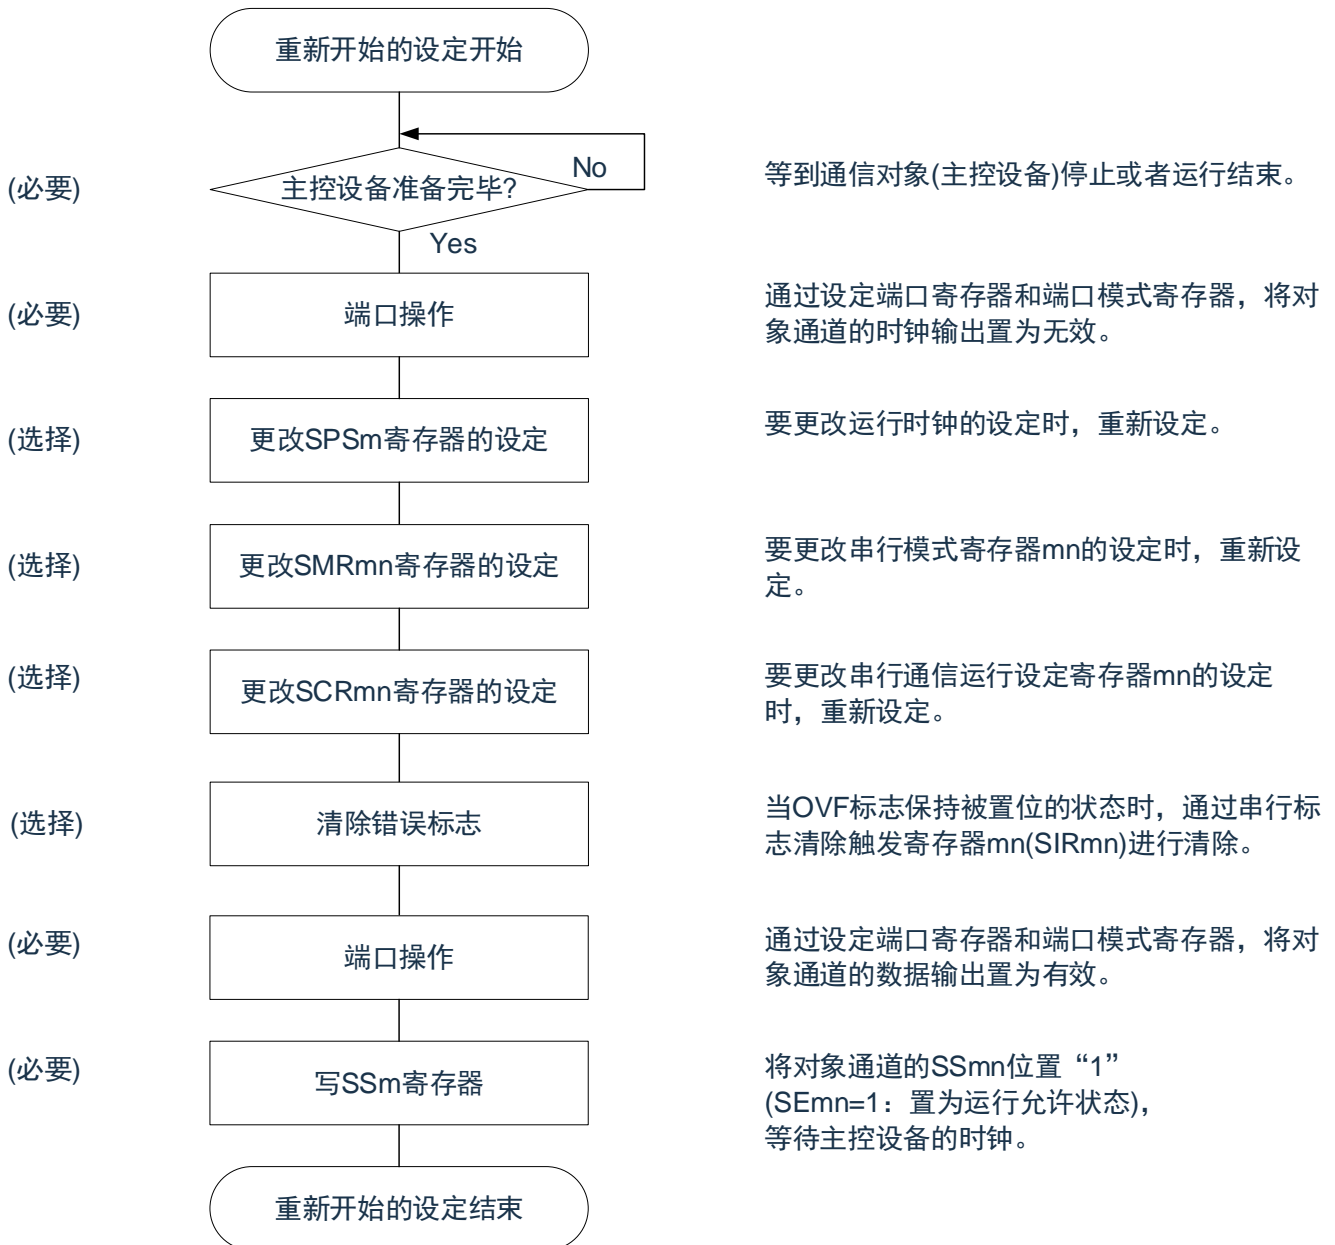 重新开始的设定开始
No
(必要)
主控设备准备完毕?
等到通信对象(主控设备)停止或者运行结束。
Yes
(必要)
端口操作
通过设定端口寄存器和端口模式寄存器，将对
象通道的时钟输出置为无效。
(选择)
更改SPSm寄存器的设定
要更改运行时钟的设定时，重新设定。
(选择)
更改SMRmn寄存器的设定
要更改串行模式寄存器mn的设定时，重新设
定。
(选择)
更改SCRmn寄存器的设定
要更改串行通信运行设定寄存器mn的设定
时，重新设定。
(选择)
清除错误标志
当OVF标志保持被置位的状态时，通过串行标
志清除触发寄存器mn(SIRmn)进行清除。
(必要)
端口操作
通过设定端口寄存器和端口模式寄存器，将对
象通道的数据输出置为有效。
(必要)
写SSm寄存器
将对象通道的SSmn位置“1”
(SEmn=1：置为运行允许状态)，
等待主控设备的时钟。
重新开始的设定结束